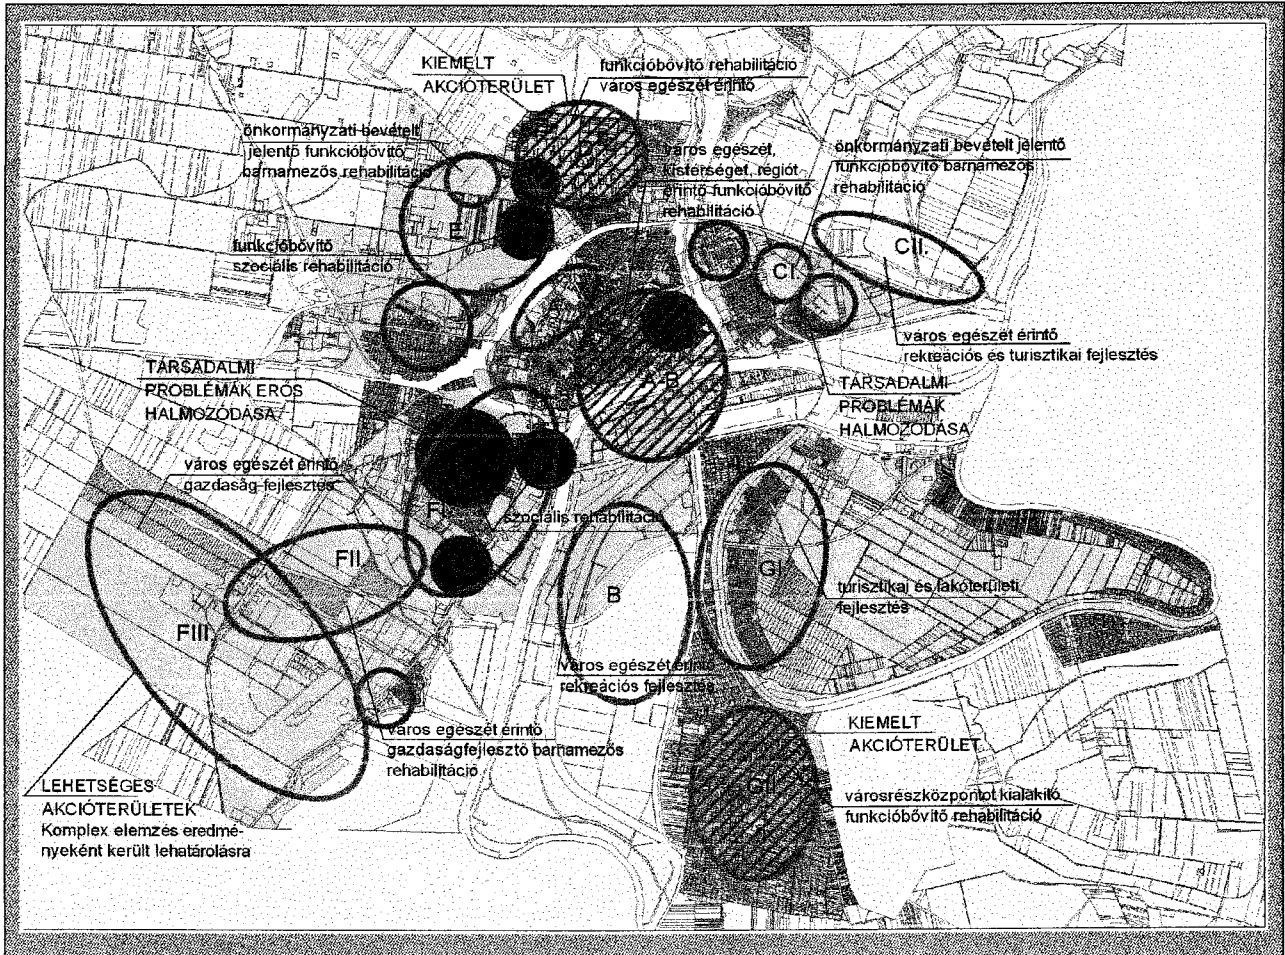 KIEMELT
AKCIÓTERÜLET
funkcióbővítő rehabilitáció
város egészét érintő
önkormányzati bevételt
jelentő funkcióbővítő
barnamezős rehabilitáció
város egészét,
kistérséget, régiót
érintő funkcióbővítő
rehabilitáció
önkormányzati bevételt jelentő
funkcióbővítő barnamezős
rehabilitáció
D
E
funkcióbővítő
szociális rehabilitáció
CI.
CII.
város egészét érintő
rekreációs és turisztikai fejlesztés
TÁRSADALMI
PROBLÉMÁK ERŐS
HALMOZÓDÁSA
A-B
TÁRSADALMI
PROBLÉMÁK
HALMOZÓDÁSA
város egészét érintő
gazdaság-fejlesztés
FI.
szociális rehabilitáció
FII.
GI.
B
turisztikai és lakóterületi
fejlesztés
FIII.
város egészét érintő
rekreációs fejlesztés
város egészét érintő
gazdaságfejlesztő barnamezős
rehabilitáció
KIEMELT
AKCIÓTERÜLET
GII.
városrészközpontot kialakító
funkcióbővítő rehabilitáció
LEHETSÉGES
AKCIÓTERÜLETEK
Komplex elemzés eredmé-
nyeként került lehatárolásra